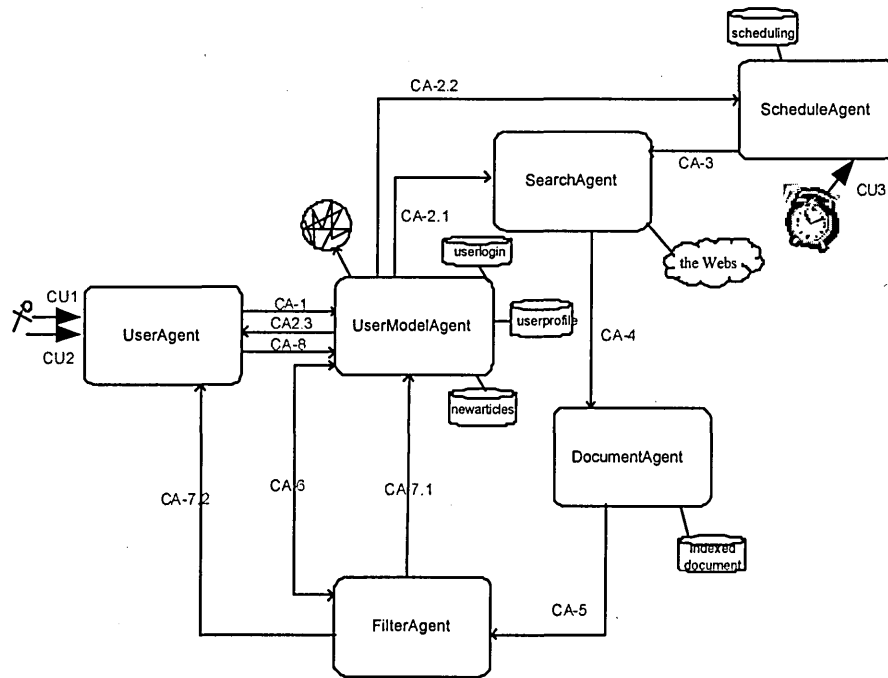 scheduling
CA-2.2
ScheduleAgent
CA-3
SearchAgent
CU3
CA-2.1
userlogin
the Webs
CU1
CA-1
UserAgent
CA2.3
UserModelAgent
userprofile
CA-4
CU2
CA-8
newarticles
DocumentAgent
CA-7.2
CA-6
CA-7.1
indexed
document
CA-5
FilterAgent